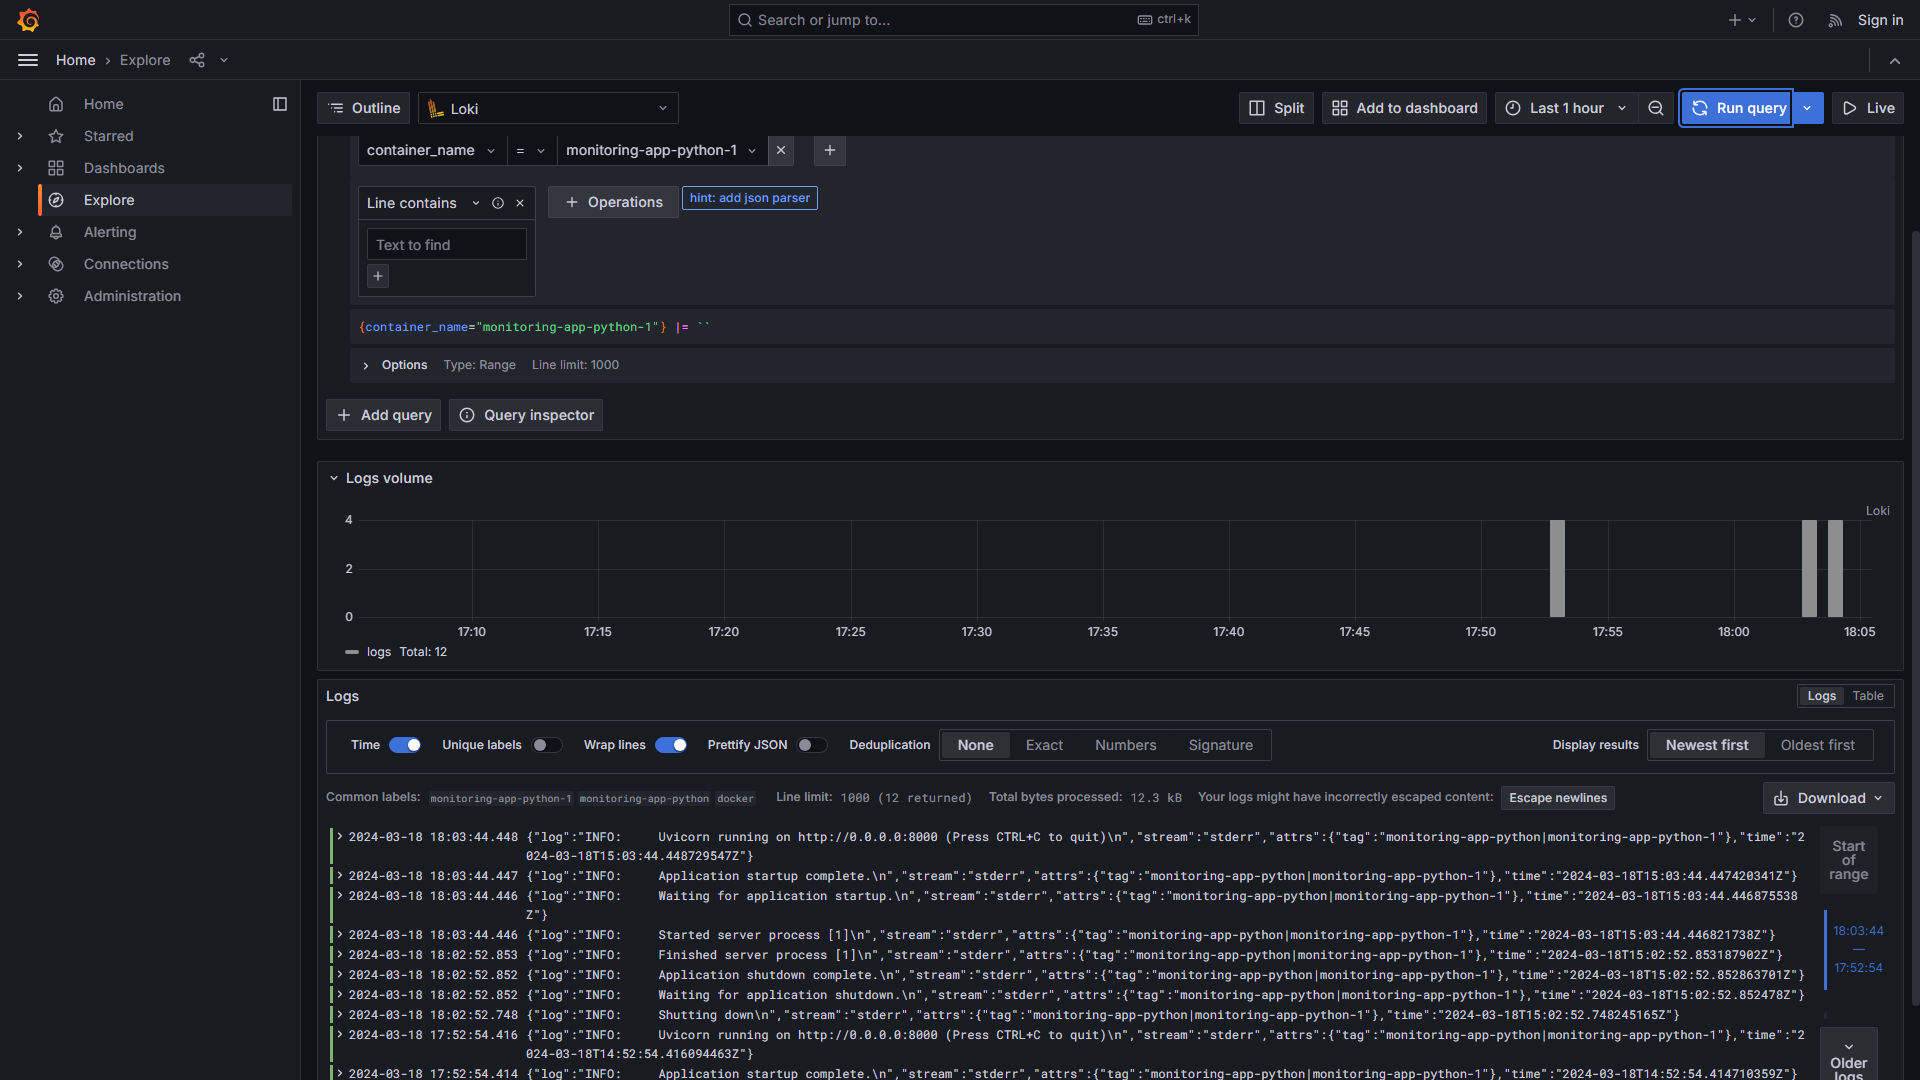 Search or jump to...
ctrl+k
Sign in
Home › Explore
Home
Starred
Dashboards
Explore
Alerting
Connections
Administration
Outline
Loki
Split
Add to dashboard
Last 1 hour
Run query
Live
container_name
=
monitoring-app-python-1
Line contains
Operations
hint: add json parser
Text to find
{container_name="monitoring-app-python-1"} |= ``
Options Type: Range Line limit: 1000
Add query
Query inspector
Logs volume
Loki
4
2
0
17:10 17:15 17:20 17:25 17:30 17:35 17:40 17:45 17:50 17:55 18:00 18:05
logs Total: 12
Logs
Logs Table
Time Unique labels Wrap lines Prettify JSON Deduplication None Exact Numbers Signature
Display results Newest first Oldest first
Common labels: monitoring-app-python-1 monitoring-app-python docker Line limit: 1000 (12 returned) Total bytes processed: 12.3 kB Your logs might have incorrectly escaped content: Escape newlines
Download
2024-03-18 18:03:44.448 {"log":"INFO:     Uvicorn running on http://0.0.0.0:8000 (Press CTRL+C to quit)\n","stream":"stderr","attrs":{"tag":"monitoring-app-python|monitoring-app-python-1"},"time":"2
024-03-18T15:03:44.448729547Z"}
2024-03-18 18:03:44.447 {"log":"INFO:     Application startup complete.\n","stream":"stderr","attrs":{"tag":"monitoring-app-python|monitoring-app-python-1"},"time":"2024-03-18T15:03:44.447420341Z"}
2024-03-18 18:03:44.446 {"log":"INFO:     Waiting for application startup.\n","stream":"stderr","attrs":{"tag":"monitoring-app-python|monitoring-app-python-1"},"time":"2024-03-18T15:03:44.446875538
Z"}
2024-03-18 18:03:44.446 {"log":"INFO:     Started server process [1]\n","stream":"stderr","attrs":{"tag":"monitoring-app-python|monitoring-app-python-1"},"time":"2024-03-18T15:03:44.446821738Z"}
2024-03-18 18:02:52.853 {"log":"INFO:     Finished server process [1]\n","stream":"stderr","attrs":{"tag":"monitoring-app-python|monitoring-app-python-1"},"time":"2024-03-18T15:02:52.853187902Z"}
2024-03-18 18:02:52.852 {"log":"INFO:     Application shutdown complete.\n","stream":"stderr","attrs":{"tag":"monitoring-app-python|monitoring-app-python-1"},"time":"2024-03-18T15:02:52.852863701Z"}
2024-03-18 18:02:52.852 {"log":"INFO:     Waiting for application shutdown.\n","stream":"stderr","attrs":{"tag":"monitoring-app-python|monitoring-app-python-1"},"time":"2024-03-18T15:02:52.852478Z"}
2024-03-18 18:02:52.748 {"log":"INFO:     Shutting down\n","stream":"stderr","attrs":{"tag":"monitoring-app-python|monitoring-app-python-1"},"time":"2024-03-18T15:02:52.748245165Z"}
2024-03-18 17:52:54.416 {"log":"INFO:     Uvicorn running on http://0.0.0.0:8000 (Press CTRL+C to quit)\n","stream":"stderr","attrs":{"tag":"monitoring-app-python|monitoring-app-python-1"},"time":"2
024-03-18T14:52:54.416094463Z"}
2024-03-18 17:52:54.414 {"log":"INFO:     Application startup complete.\n","stream":"stderr","attrs":{"tag":"monitoring-app-python|monitoring-app-python-1"},"time":"2024-03-18T14:52:54.414710359Z"}
Start
of
range
18:03:44
—
17:52:54
Older
logs